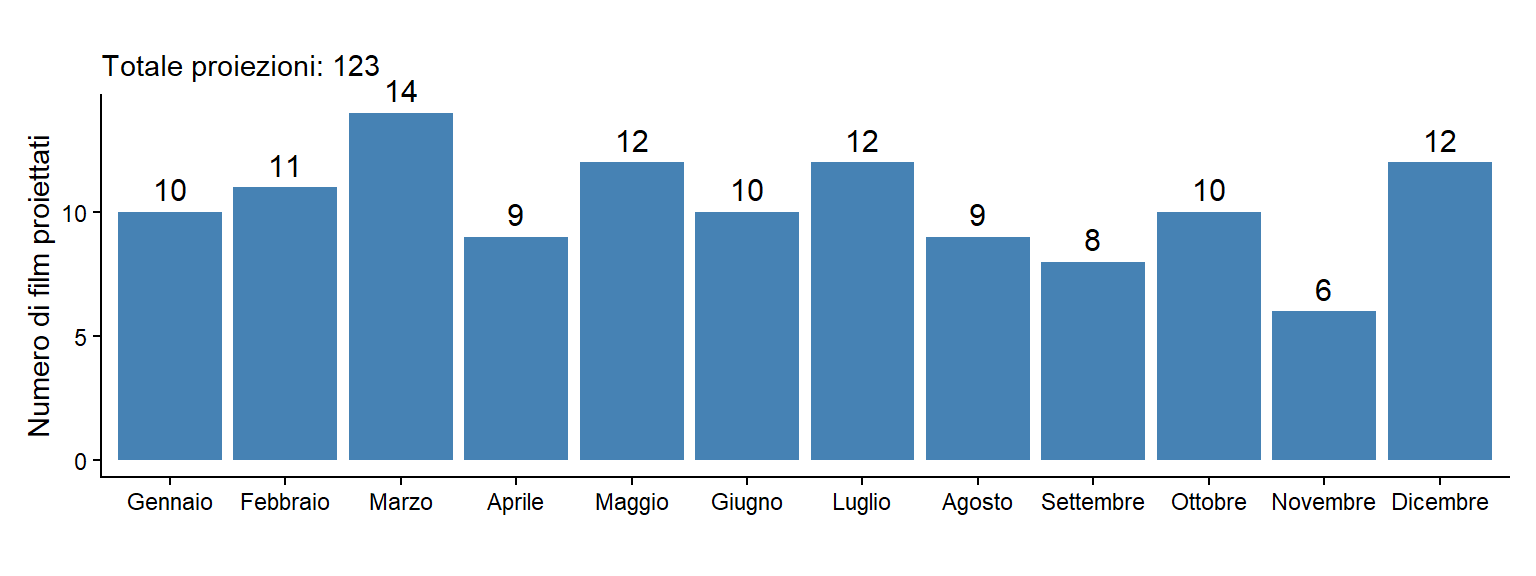 Totale proiezioni: 123
Numero di film proiettati
10
5
0
10
11
14
9
12
10
12
9
8
10
6
12
Gennaio
Febbraio
Marzo
Aprile
Maggio
Giugno
Luglio
Agosto
Settembre
Ottobre
Novembre
Dicembre